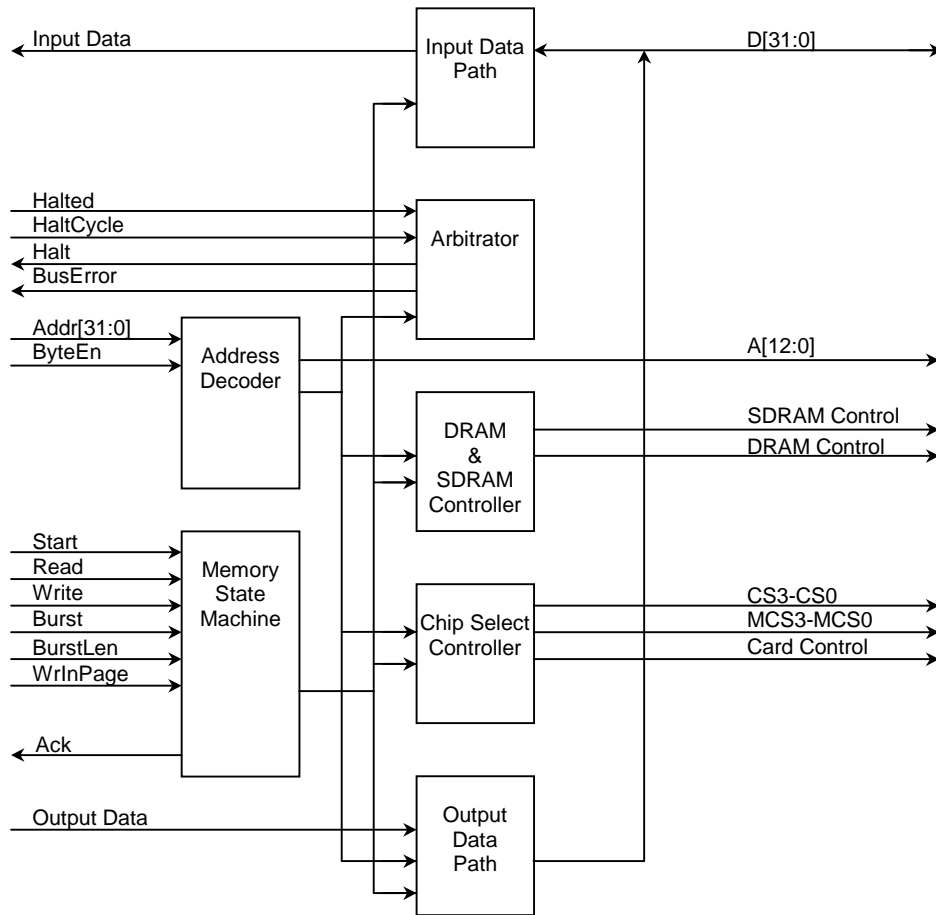 Input Data
Input Data
Path
D[31:0]
Halted
HaltCycle
Halt
BusError
Arbitrator
Addr[31:0]
ByteEn
Address
Decoder
A[12:0]
DRAM
&
SDRAM
Controller
SDRAM Control
DRAM Control
Start
Read
Write
Burst
BurstLen
WrInPage
Ack
Memory
State
Machine
Chip Select
Controller
CS3-CS0
MCS3-MCS0
Card Control
Output Data
Output
Data
Path